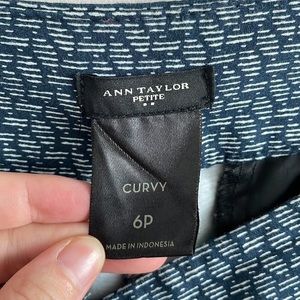 ANN TAYLOR
PETITE
CURVY
6P
MADE IN INDONESIA